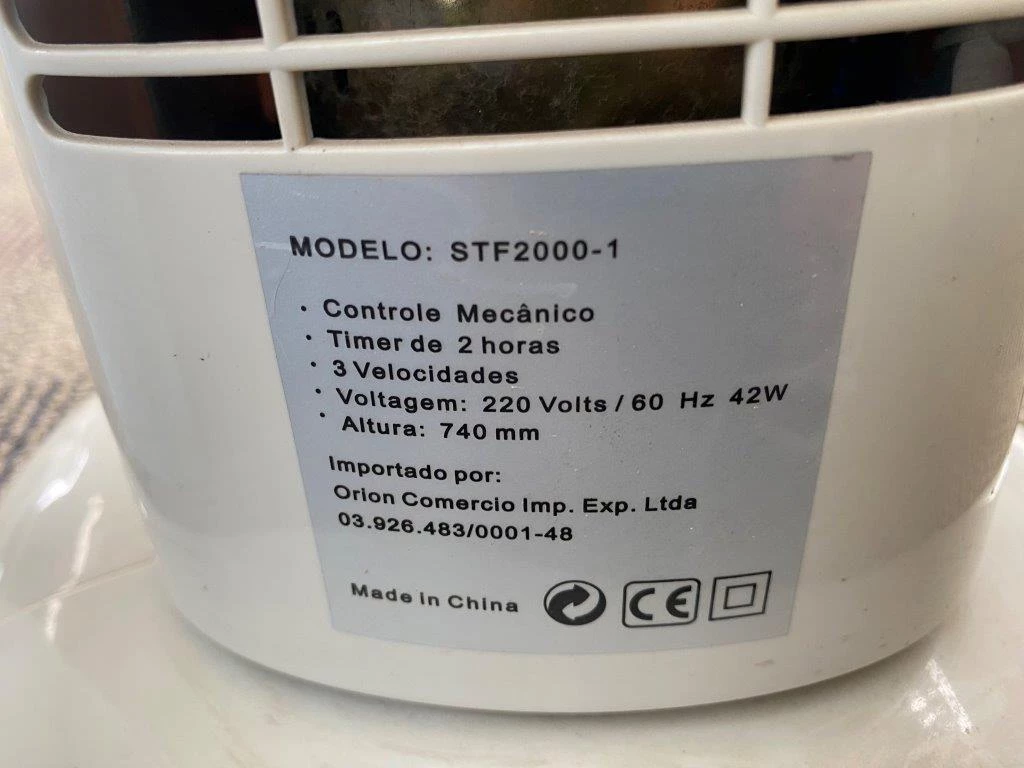 MODELO: STF2000-1
· Controle Mecânico
· Timer de 2 horas
· 3 Velocidades
· Voltagem: 220 Volts / 60 Hz 42W
· Altura: 740 mm
Importado por:
Orion Comercio Imp. Exp. Ltda
03.926.483/0001-48
Made in China CE